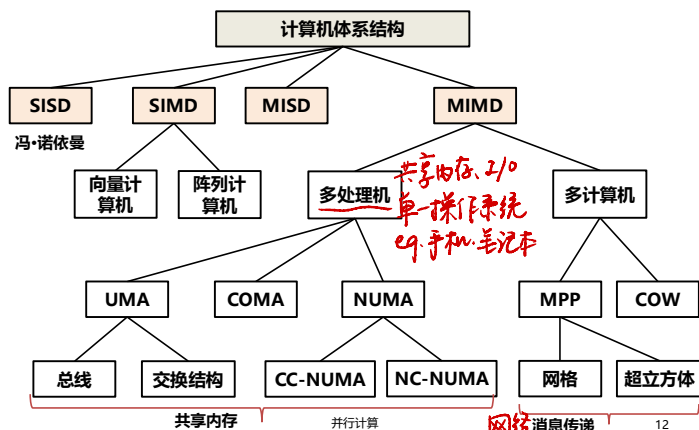 计算机体系结构
SISD
SIMD
MISD
MIMD
冯•诺依曼
向量计
算机
阵列计
算机
多处理机
共享内存、I/O
单一操作系统
eg.手机.笔记本
多计算机
UMA
COMA
NUMA
MPP
COW
总线
交换结构
CC-NUMA
NC-NUMA
网格
超立方体
共享内存
并行计算
网络
消息传递
12